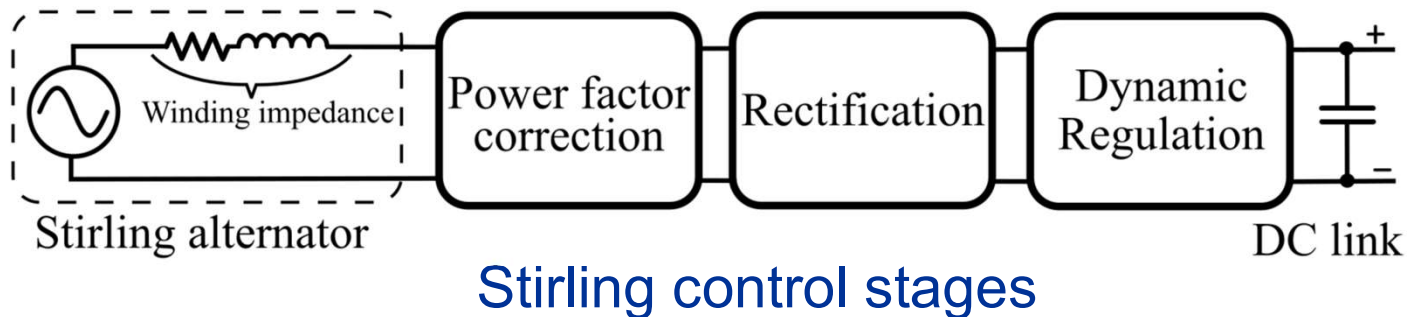 Winding impedance
Power factor
correction
Rectification
Dynamic
Regulation
+
−
Stirling alternator
DC link
Stirling control stages